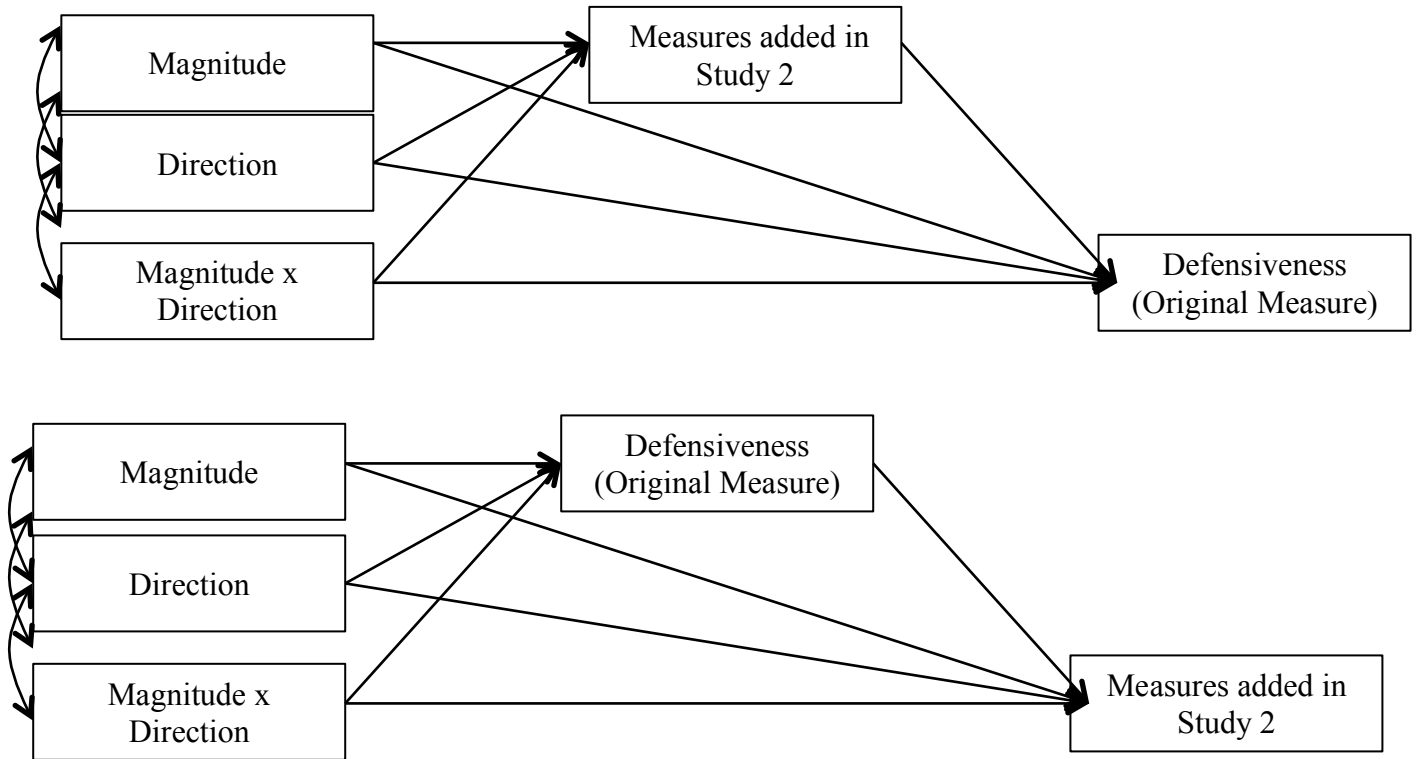 Magnitude
Measures added in
Study 2
Direction
Magnitude x
Direction
Defensiveness
(Original Measure)
Magnitude
Defensiveness
(Original Measure)
Direction
Magnitude x
Direction
Measures added in
Study 2